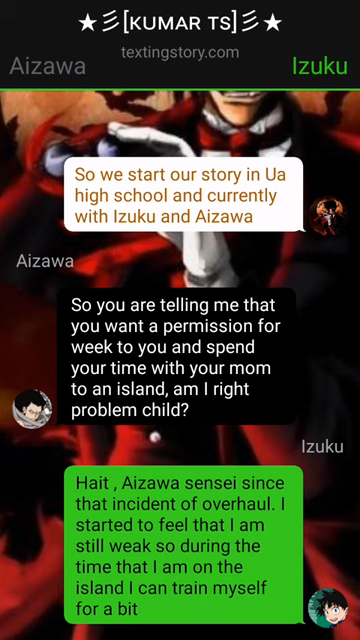 ★彡[ᴋᴜᴍᴀʀ ᴛs]彡★
textingstory.com
Aizawa Izuku
So we start our story in Ua
high school and currently
with Izuku and Aizawa
Aizawa
So you are telling me that
you want a permission for
week to you and spend
your time with your mom
to an island, am I right
problem child?
Izuku
Hait , Aizawa sensei since
that incident of overhaul. I
started to feel that I am
still weak so during the
time that I am on the
island I can train myself
for a bit